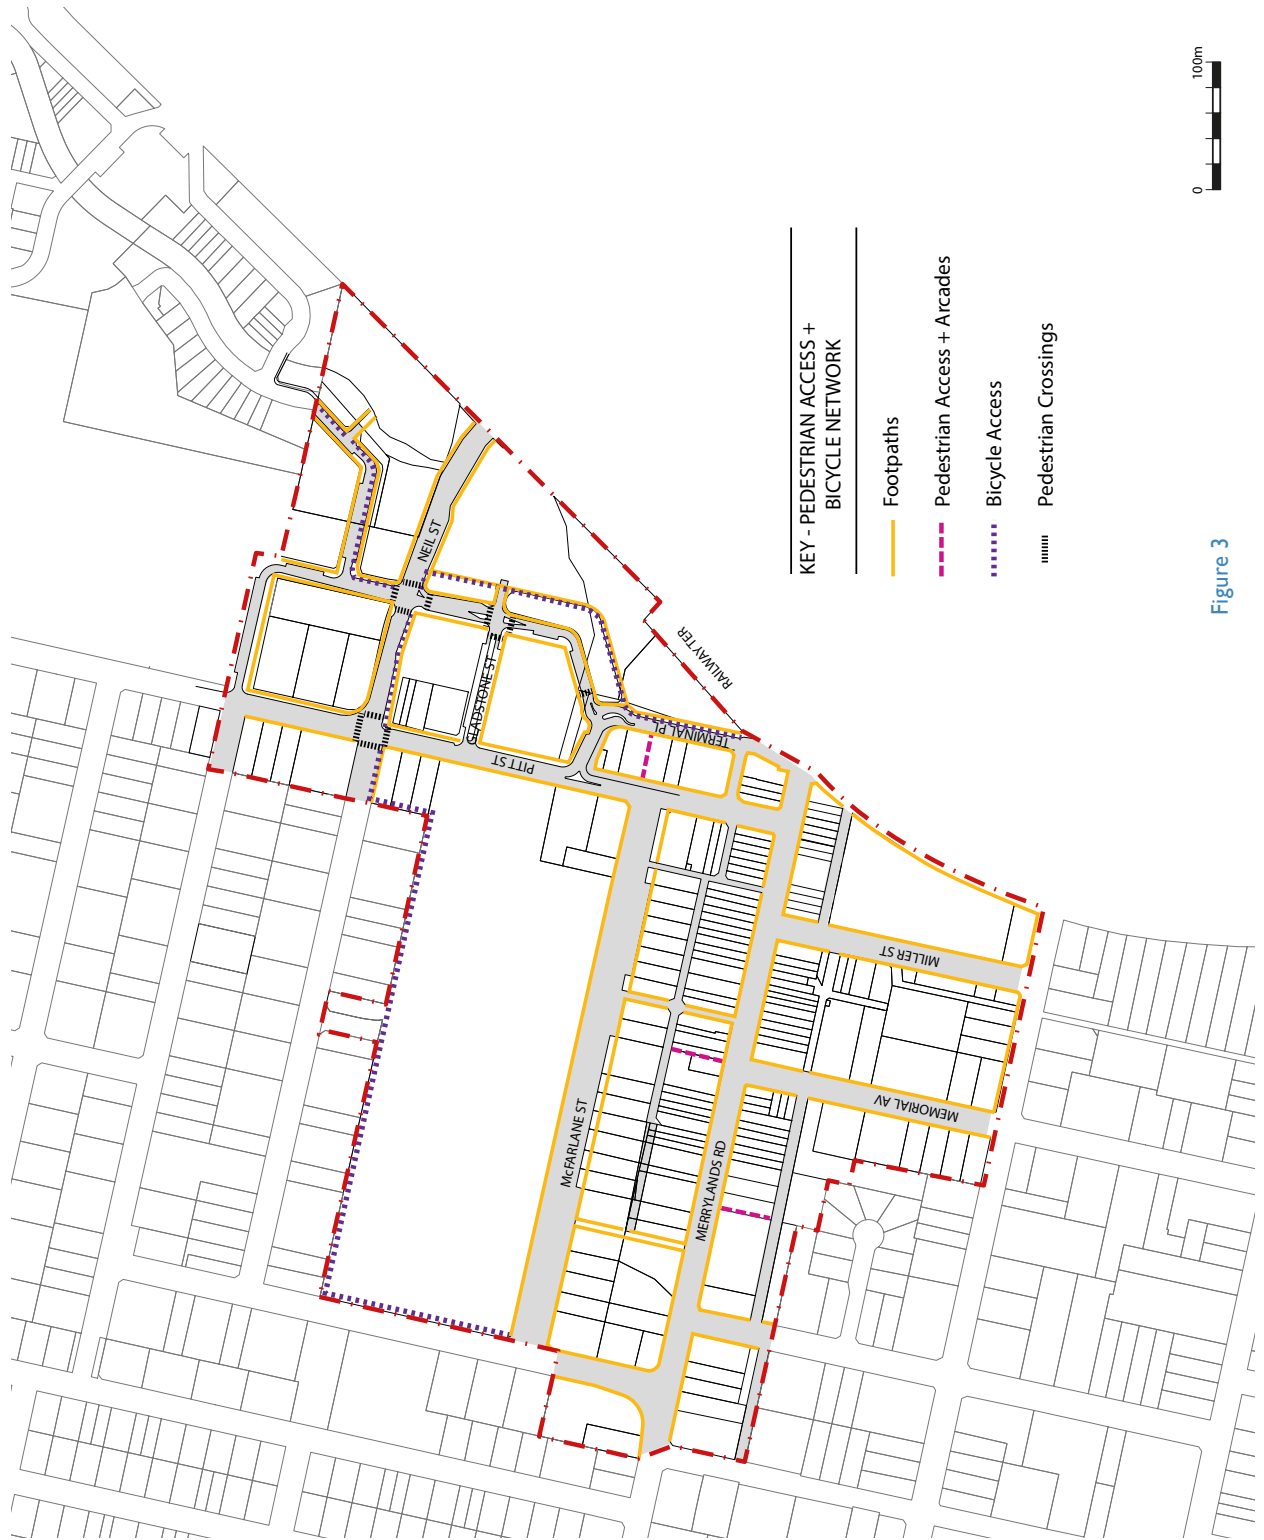 NEIL ST
GLADSTONE ST
PITT ST
TERMINAL PL
RAILWAY TER
McFARLANE ST
MERRYLANDS RD
MILLER ST
MEMORIAL AV
KEY - PEDESTRIAN ACCESS +
BICYCLE NETWORK
Footpaths
Pedestrian Access + Arcades
Bicycle Access
Pedestrian Crossings
0
100m
Figure 3